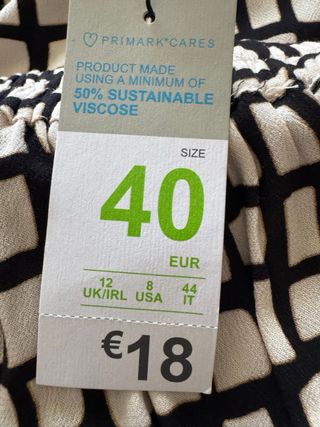 PRIMARK®CARES
PRODUCT MADE
USING A MINIMUM OF
50% SUSTAINABLE
VISCOSE
SIZE
40
EUR
12 8 44
UK/IRL USA IT
€18